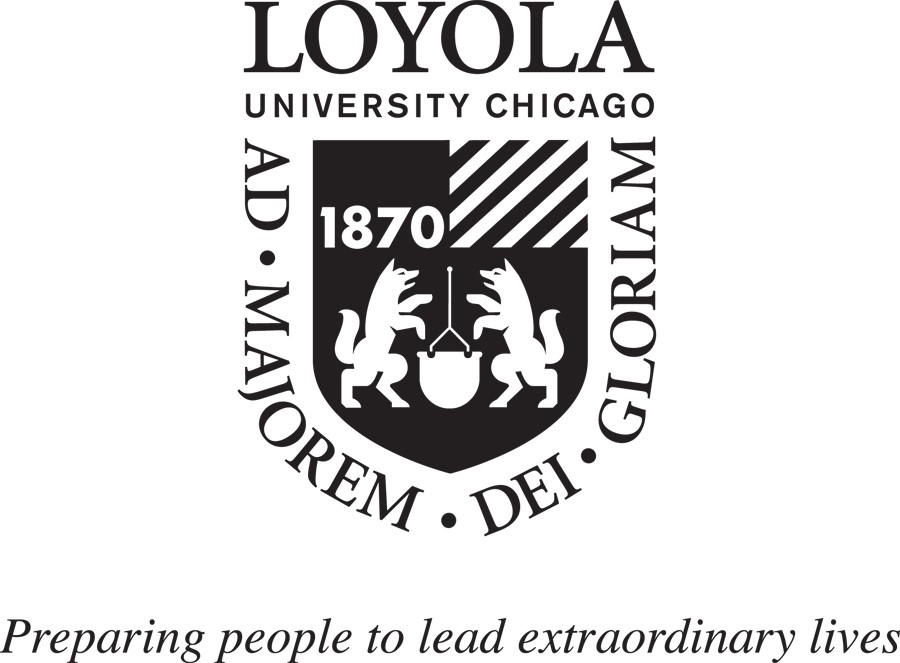 LOYOLA
UNIVERSITY CHICAGO
AD • MAJOREM • DEI • GLORIAM
1870
Preparing people to lead extraordinary lives